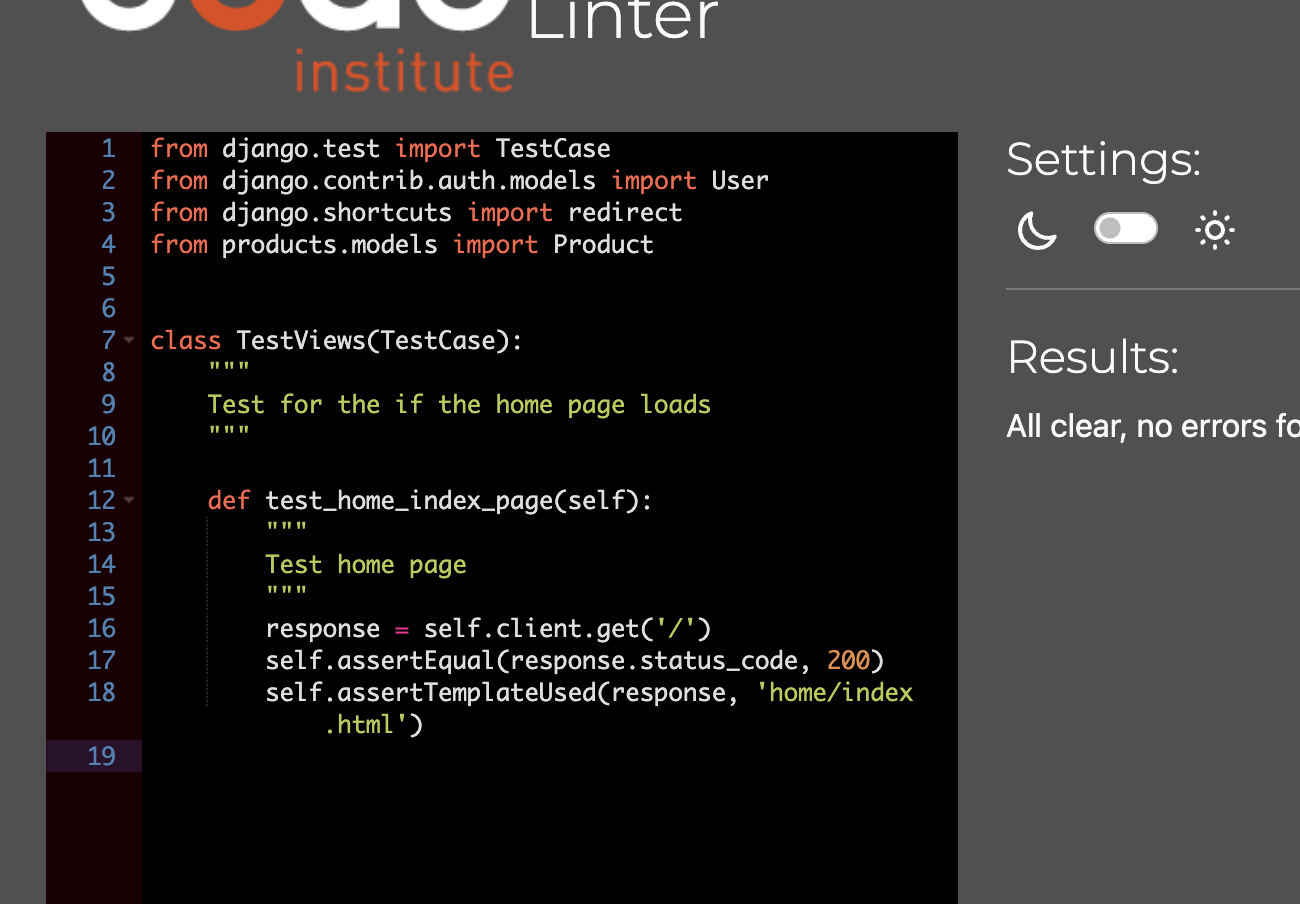 Linter
institute
1 from django.test import TestCase
2 from django.contrib.auth.models import User
3 from django.shortcuts import redirect
4 from products.models import Product
5
6
7 class TestViews(TestCase):
8 """
9 Test for the if the home page loads
10 """
11
12 def test_home_index_page(self):
13 """
14 Test home page
15 """
16 response = self.client.get('/')
17 self.assertEqual(response.status_code, 200)
18 self.assertTemplateUsed(response, 'home/index
.html')
19
Settings:
Results:
All clear, no errors fo